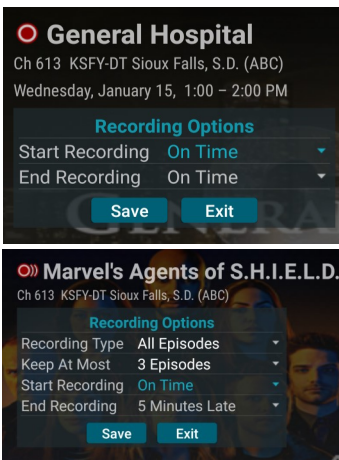 General Hospital
Ch 613 KSFY-DT Sioux Falls, S.D. (ABC)
Wednesday, January 15, 1:00 – 2:00 PM
Recording Options
Start Recording On Time
End Recording On Time
Save Exit
GENERA
Marvel's Agents of S.H.I.E.L.D.
Ch 613 KSFY-DT Sioux Falls, S.D. (ABC)
Recording Options
Recording Type All Episodes
Keep At Most 3 Episodes
Start Recording On Time
End Recording 5 Minutes Late
Save Exit